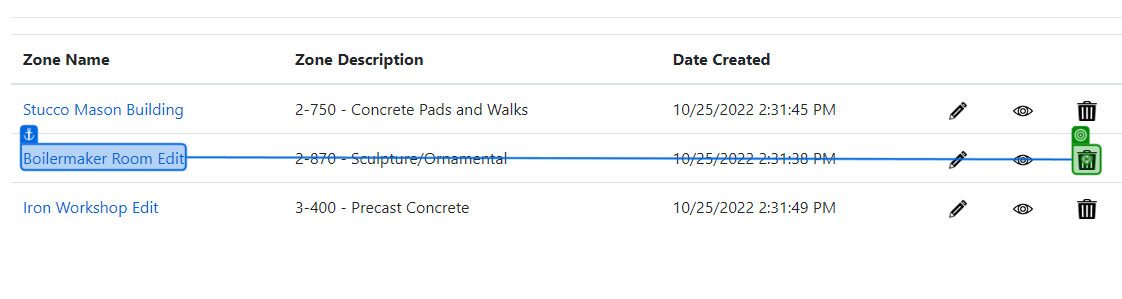 Zone Name Zone Description Date Created
Stucco Mason Building 2-750 - Concrete Pads and Walks 10/25/2022 2:31:45 PM
Boilermaker Room Edit 2-870 - Sculpture/Ornamental 10/25/2022 2:31:38 PM
Iron Workshop Edit 3-400 - Precast Concrete 10/25/2022 2:31:49 PM